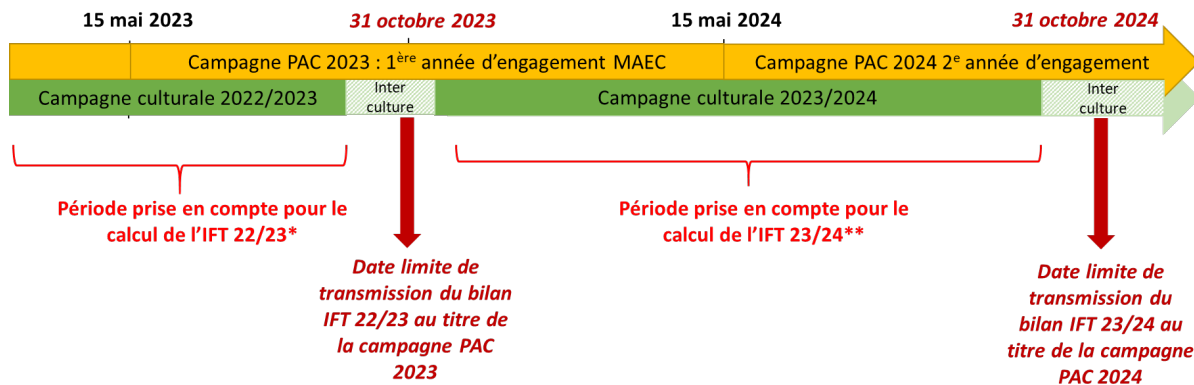 15 mai 2023
31 octobre 2023
15 mai 2024
31 octobre 2024
Campagne PAC 2023 : 1ère année d’engagement MAEC
Campagne PAC 2024 2e année d’engagement
Campagne culturale 2022/2023
Inter
culture
Campagne culturale 2023/2024
Inter
culture
Période prise en compte pour le
calcul de l’IFT 22/23*
Période prise en compte pour le
calcul de l’IFT 23/24**
Date limite de
transmission du bilan
IFT 22/23 au titre de
la campagne PAC
2023
Date limite de
transmission du
bilan IFT 23/24 au
titre de la campagne
PAC 2024